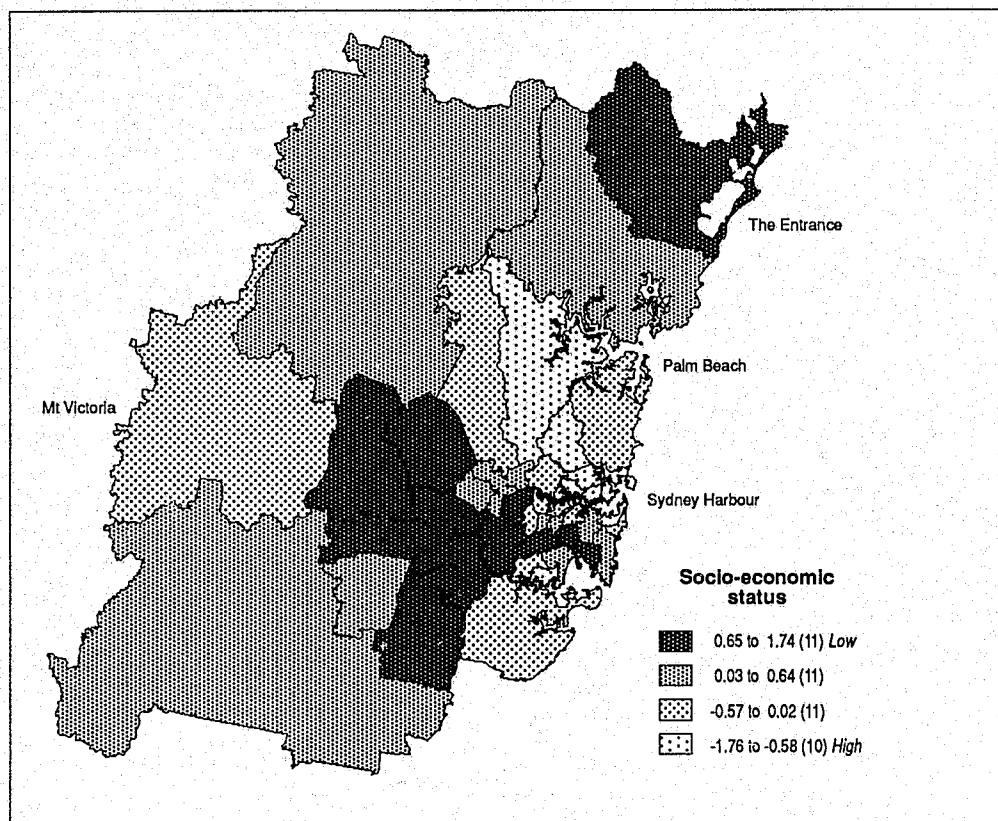 The Entrance
Palm Beach
Mt Victoria
Sydney Harbour
Socio-economic
status
0.65 to 1.74 (11) Low
0.03 to 0.64 (11)
-0.57 to 0.02 (11)
-1.76 to -0.58 (10) High